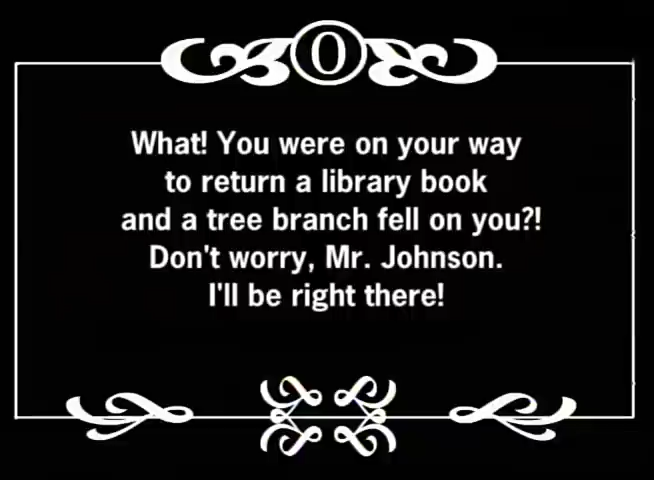 O
What! You were on your way
to return a library book
and a tree branch fell on you?!
Don't worry, Mr. Johnson.
I'll be right there!